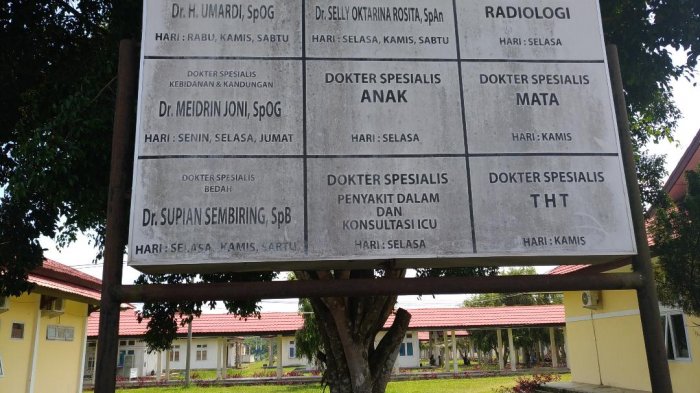 Dr. H. UMARDI, SpOG
HARI : RABU, KAMIS, SABTU
Dr. SELLY OKTARINA ROSITA, SpAn
HARI : SELASA, KAMIS, SABTU
RADIOLOGI
HARI : SELASA
DOKTER SPESIALIS
KEBIDANAN & KANDUNGAN
Dr. MEIDRIN JONI, SpOG
HARI : SENIN, SELASA, JUMAT
DOKTER SPESIALIS
ANAK
HARI : SELASA
DOKTER SPESIALIS
MATA
HARI : KAMIS
DOKTER SPESIALIS
BEDAH
Dr. SUPIAN SEMBIRING, SpB
HARI : SELASA, KAMIS, SABTU
DOKTER SPESIALIS
PENYAKIT DALAM
DAN
KONSULTASI ICU
HARI : SELASA
DOKTER SPESIALIS
THT
HARI : KAMIS